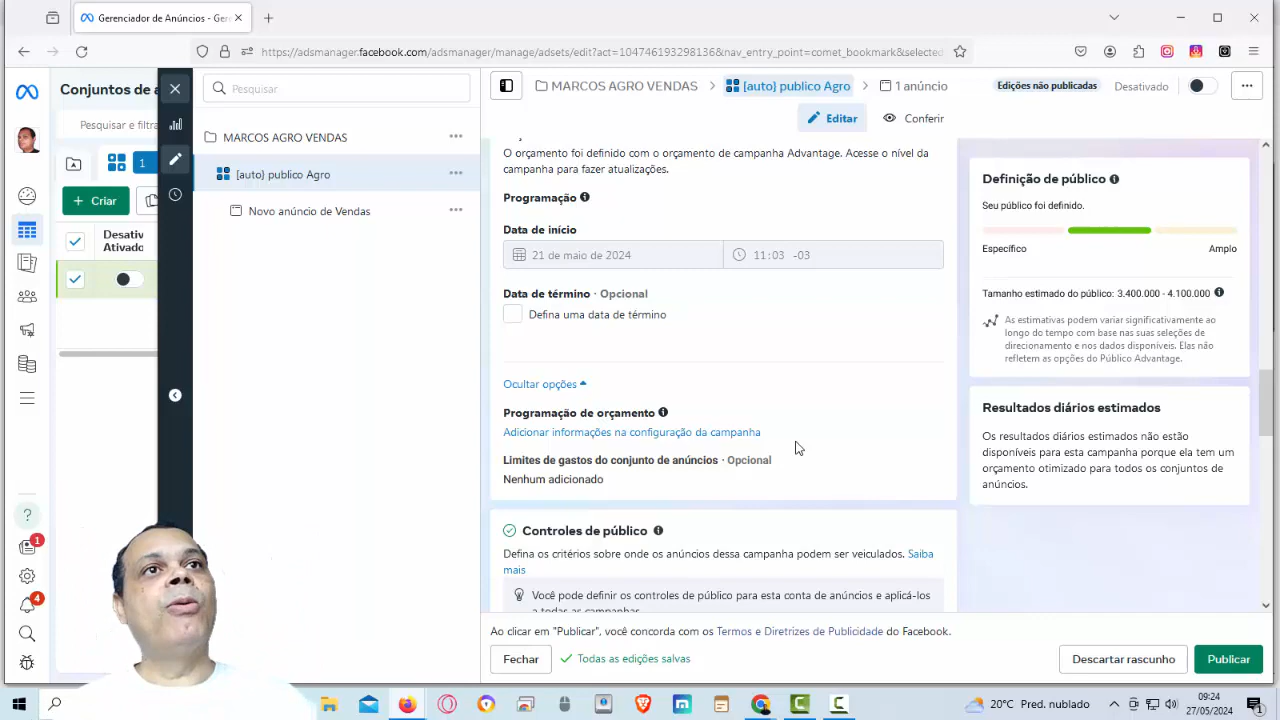 Gerenciador de Anúncios - Ger
https://adsmanager.facebook.com/adsmanager/manage/adsets/edit?act=1047461932981368&nav_entry_point=comet_bookmark&selected
Conjuntos de a
Pesquisar e filtra
1
Criar
Desativ
Ativado
Pesquisar
MARCOS AGRO VENDAS
[auto] publico Agro
Novo anúncio de Vendas
MARCOS AGRO VENDAS
[auto] publico Agro
1 anúncio
Edições não publicadas
Desativado
Editar
Conferir
O orçamento foi definido com o orçamento de campanha Advantage. Acesse o nível da
campanha para fazer atualizações.
Programação
Data de início
21 de maio de 2024
11:03 -03
Data de término · Opcional
Defina uma data de término
Ocultar opções
Programação de orçamento
Adicionar informações na configuração da campanha
Limites de gastos do conjunto de anúncios · Opcional
Nenhum adicionado
Controles de público
Defina os critérios sobre onde os anúncios dessa campanha podem ser veiculados. Saiba
mais
Você pode definir os controles de público para esta conta de anúncios e aplicá-los
a todas as campanhas
Definição de público
Seu público foi definido.
Específico
Amplo
Tamanho estimado do público: 3.400.000 - 4.100.000
As estimativas podem variar significativamente ao
longo do tempo com base nas suas seleções de
direcionamento e nos dados disponíveis. Elas não
refletem as opções do Público Advantage.
Resultados diários estimados
Os resultados diários estimados não estão
disponíveis para esta campanha porque ela tem um
orçamento otimizado para todos os conjuntos de
anúncios.
Ao clicar em "Publicar", você concorda com os Termos e Diretrizes de Publicidade do Facebook.
Fechar
Todas as edições salvas
Descartar rascunho
Publicar
1
4
20°C Pred. nublado
09:24
27/05/2024
1